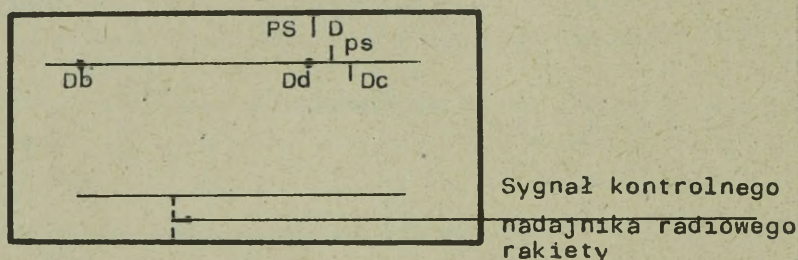 PS D
ps
Db Dd Dc
Sygnał kontrolnego
nadajnika radiowego
rakiety